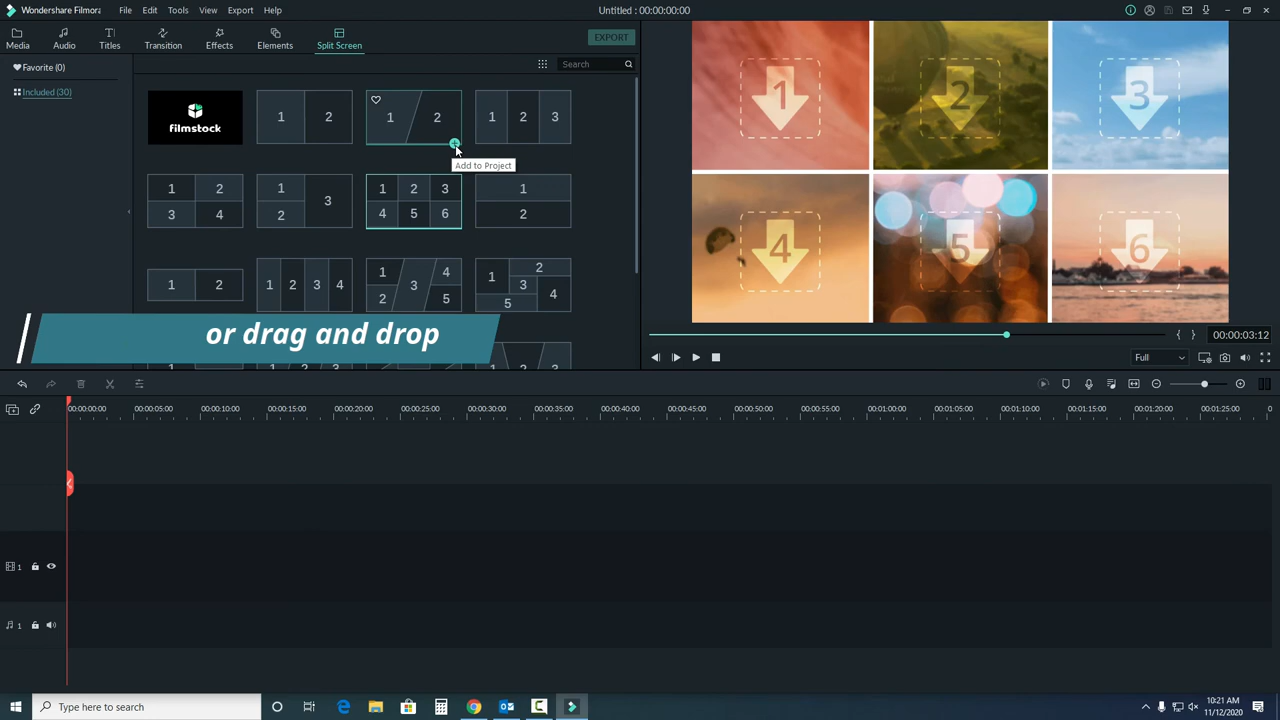 Wondershare Filmora
File
Edit
Tools
View
Export
Help
Untitled : 00:00:00:00
Media
Audio
Titles
Transition
Effects
Elements
Split Screen
EXPORT
Favorite (0)
Included (30)
Search
filmstock
1 2
1 2
1 2 3
Add to Project
1 2
3 4
1 2 3
1 2 3
4 5 6
1
2
1 2
1 2 3 4
1 2 3 4 5
1 2 3 4 5
or drag and drop
1 2 3
4 5 6
00:00:03:12
Full
00:00:00:00 00:00:05:00 00:00:10:00 00:00:15:00 00:00:20:00 00:00:25:00 00:00:30:00 00:00:35:00 00:00:40:00 00:00:45:00 00:00:50:00 00:00:55:00 00:01:00:00 00:01:05:00 00:01:10:00 00:01:15:00 00:01:20:00 00:01:25:00 0
1
1
Type here to search
10:21 AM
11/12/2020